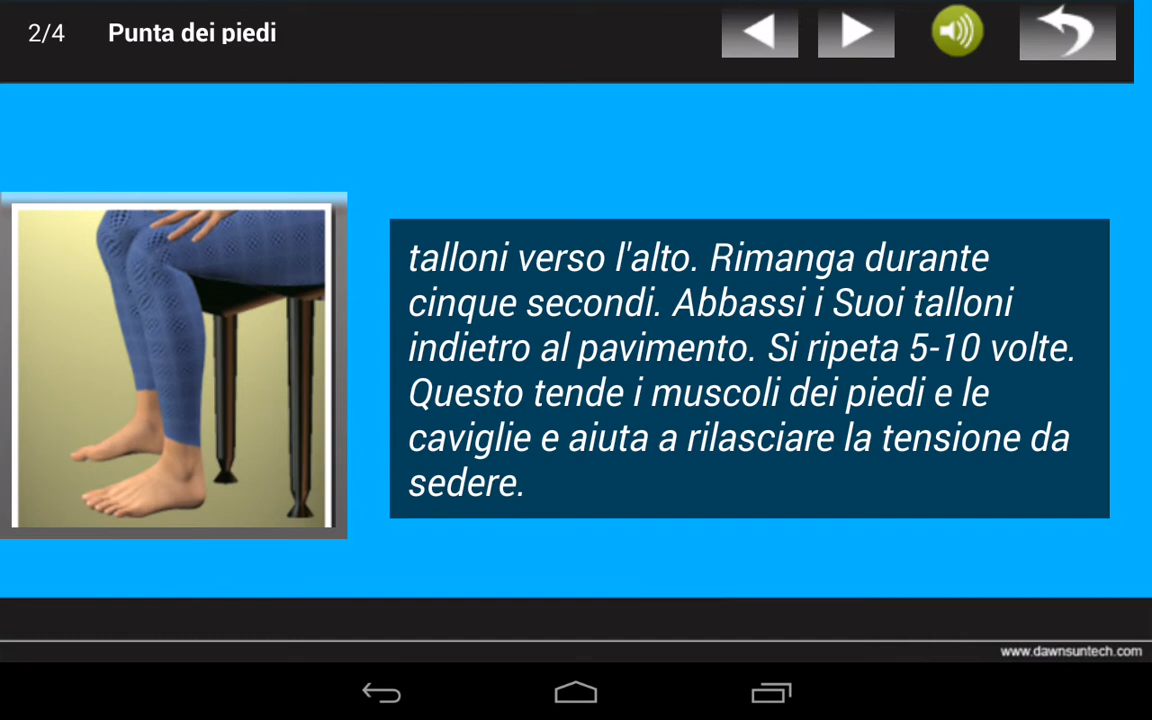 2/4 Punta dei piedi
talloni verso l'alto. Rimanga durante
cinque secondi. Abbassi i Suoi talloni
indietro al pavimento. Si ripeta 5-10 volte.
Questo tende i muscoli dei piedi e le
caviglie e aiuta a rilasciare la tensione da
sedere.
www.dawnsuntech.com